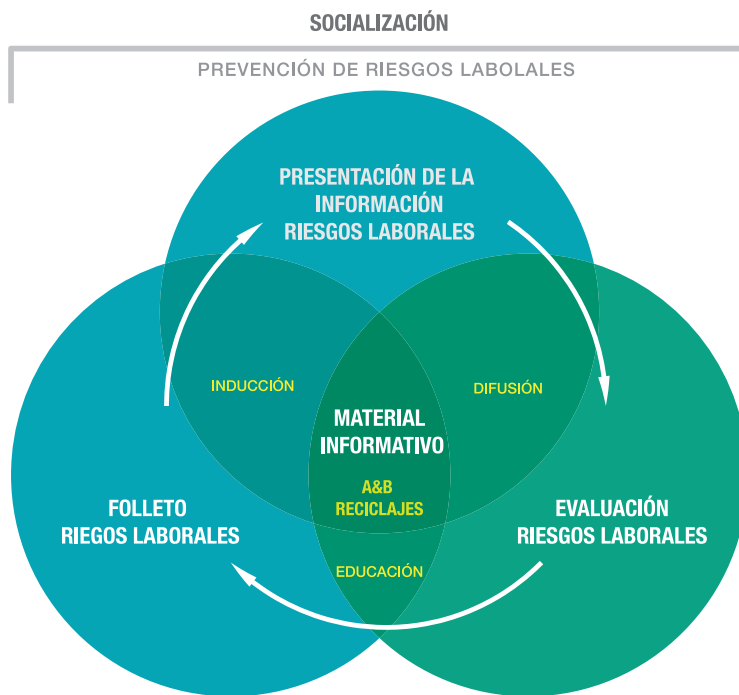 SOCIALIZACIÓN
PREVENCIÓN DE RIESGOS LABOLALES
PRESENTACIÓN DE LA
INFORMACIÓN
RIESGOS LABORALES
INDUCCIÓN
DIFUSIÓN
MATERIAL
INFORMATIVO
A&B
RECICLAJES
FOLLETO
RIEGOS LABORALES
EVALUACIÓN
RIESGOS LABORALES
EDUCACIÓN